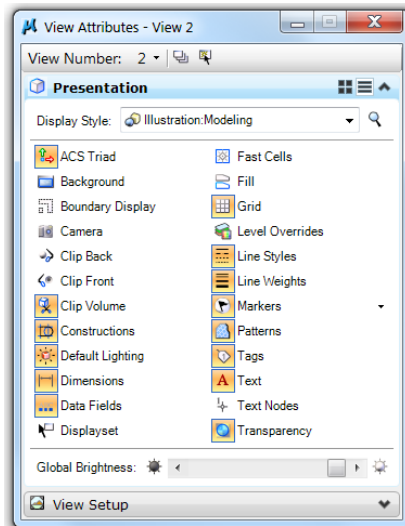 View Attributes - View 2
View Number: 2
Presentation
Display Style: Illustration:Modeling
ACS Triad Fast Cells
Background Fill
Boundary Display Grid
Camera Level Overrides
Clip Back Line Styles
Clip Front Line Weights
Clip Volume Markers
Constructions Patterns
Default Lighting Tags
Dimensions A Text
Data Fields Text Nodes
Displayset Transparency
Global Brightness:
View Setup